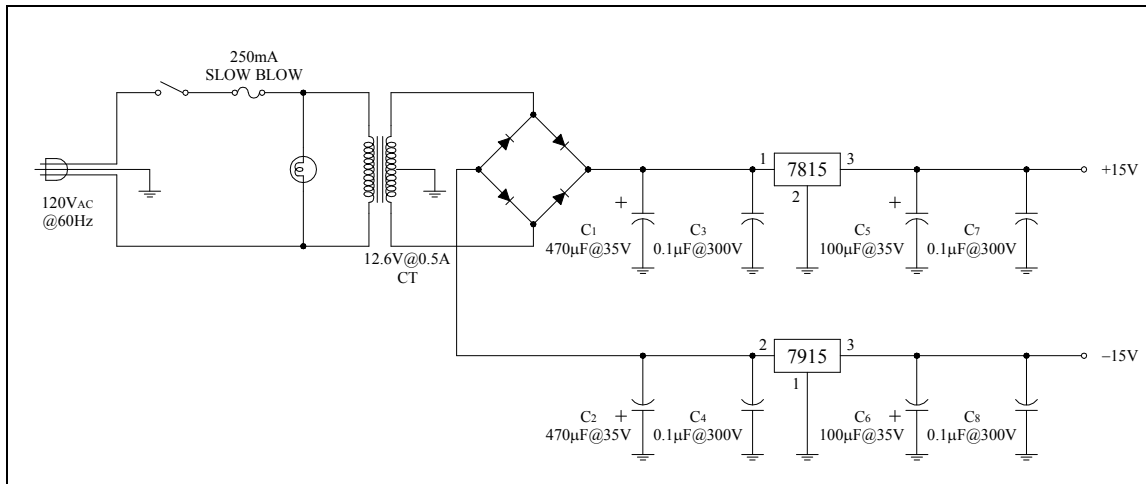 250mA
SLOW BLOW
120VAC
@60Hz
12.6V@0.5A
CT
1
7815
3
2
+15V
+
C1
470µF@35V
C3
0.1µF@300V
+
C5
100µF@35V
C7
0.1µF@300V
2
7915
3
1
−15V
C2
+
470µF@35V
C4
0.1µF@300V
C6
+
100µF@35V
C8
0.1µF@300V